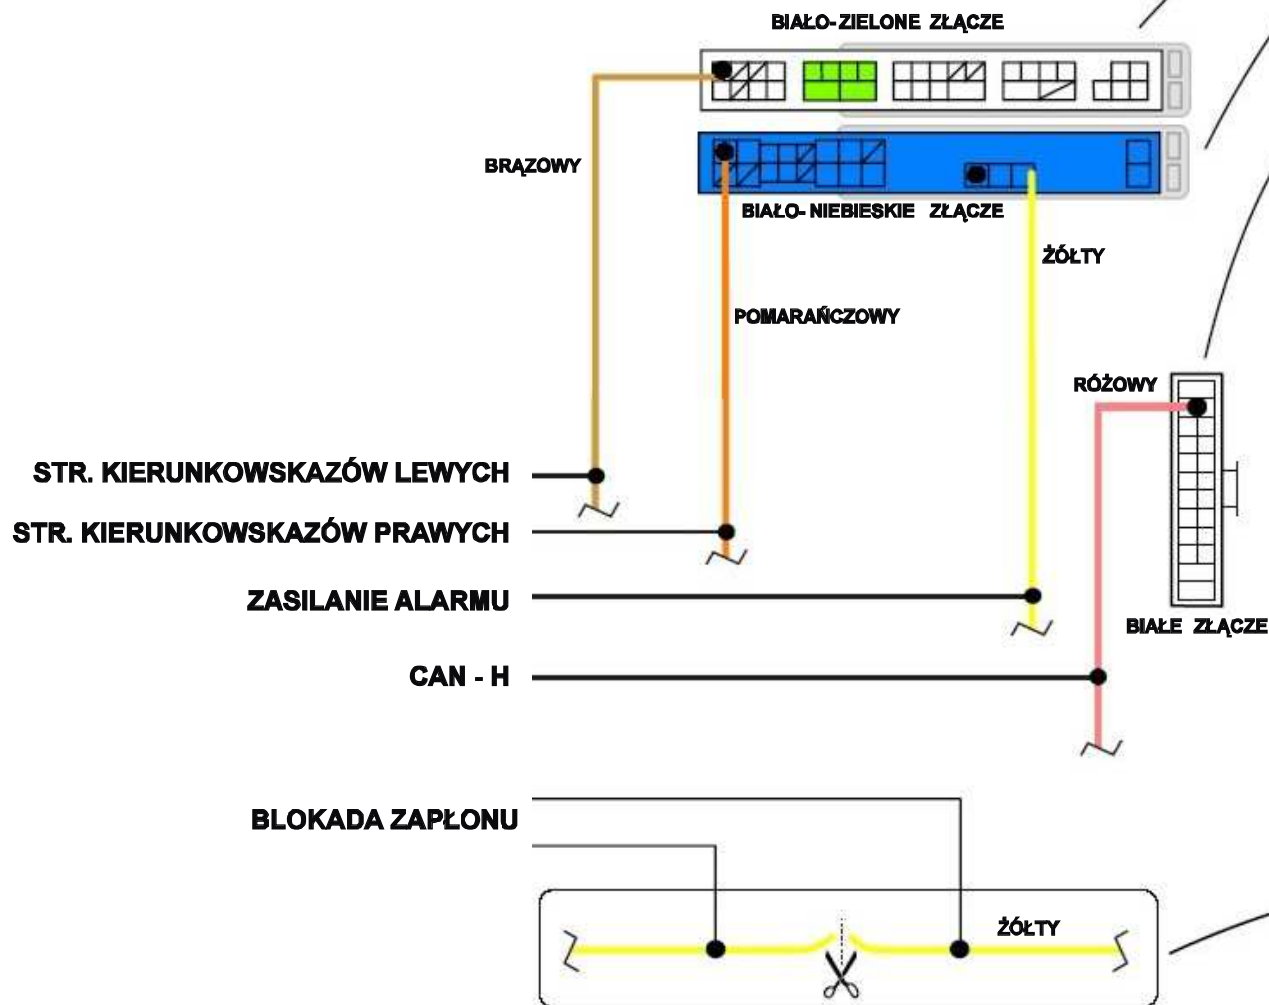 BIAŁO-ZIELONE ZŁĄCZE
BRĄZOWY
BIAŁO-NIEBIESKIE ZŁĄCZE
ŻÓŁTY
POMARAŃCZOWY
RÓŻOWY
STR. KIERUNKOWSKAZÓW LEWYCH
STR. KIERUNKOWSKAZÓW PRAWYCH
ZASILANIE ALARMU
BIAŁE ZŁĄCZE
CAN - H
BLOKADA ZAPŁONU
ŻÓŁTY